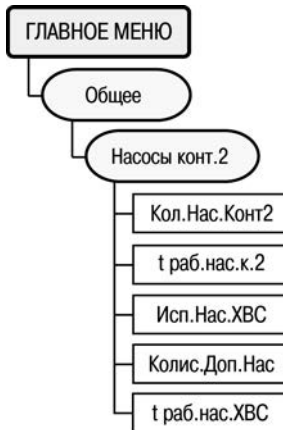 ГЛАВНОЕ МЕНЮ
Общее
Насосы конт.2
Кол.Нас.Конт2
t раб.нас.к.2
Исп.Нас.ХВС
Колис.Доп.Нас
t раб.нас.ХВС